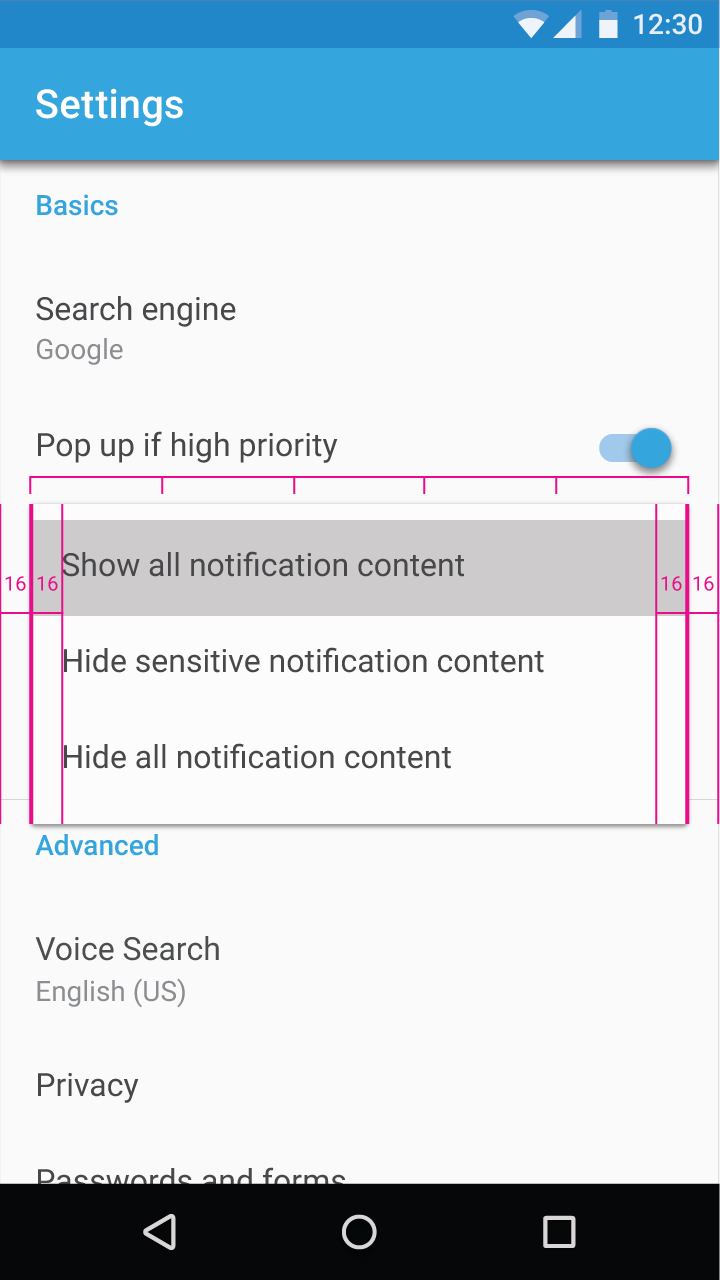 12:30
Settings
Basics
Search engine
Google
Pop up if high priority
Show all notification content
16 16 16 16
Hide sensitive notification content
Hide all notification content
Advanced
Voice Search
English (US)
Privacy
Passwords and forms